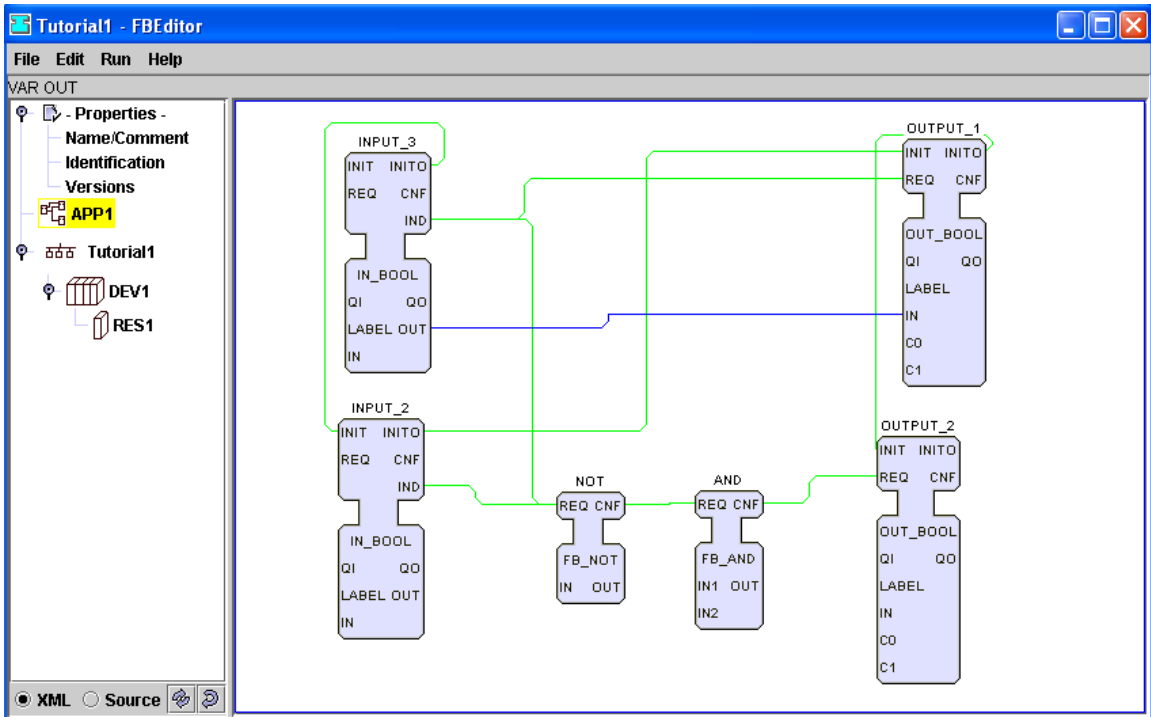 Tutorial1 - FBEditor
File Edit Run Help
VAR OUT
- Properties -
Name/Comment
Identification
Versions
APP1
Tutorial1
DEV1
RES1
XML Source
INPUT_3
INIT INITO
REQ CNF
IND
IN_BOOL
QI QO
LABEL OUT
IN
INPUT_2
INIT INITO
REQ CNF
IND
IN_BOOL
QI QO
LABEL OUT
IN
NOT
REQ CNF
FB_NOT
IN OUT
AND
REQ CNF
FB_AND
IN1 OUT
IN2
OUTPUT_1
INIT INITO
REQ CNF
OUT_BOOL
QI QO
LABEL
IN
C0
C1
OUTPUT_2
INIT INITO
REQ CNF
OUT_BOOL
QI QO
LABEL
IN
C0
C1